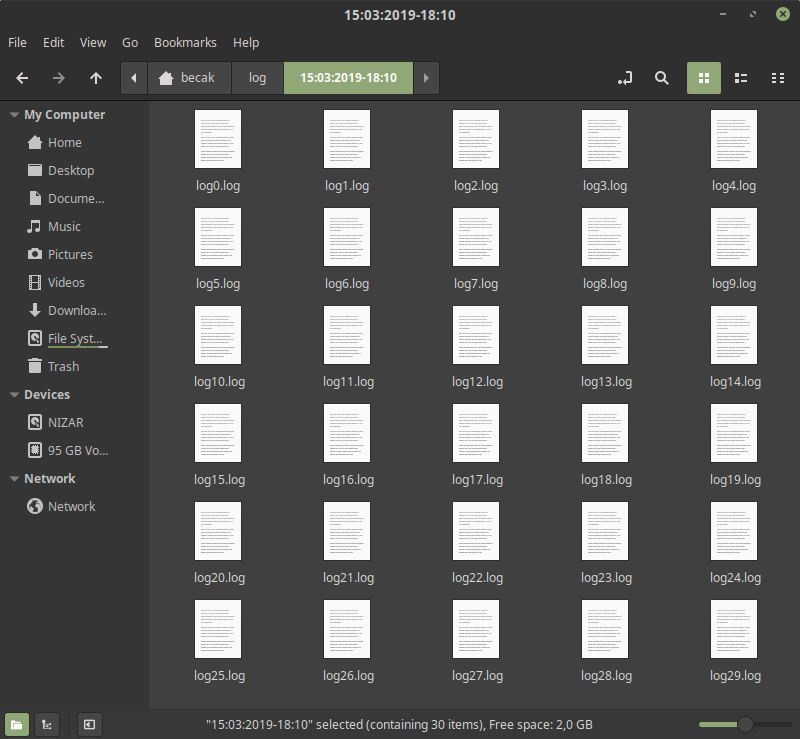 15:03:2019-18:10
File Edit View Go Bookmarks Help
becak log 15:03:2019-18:10
My Computer
Home
Desktop
Docume...
Music
Pictures
Videos
Downloa...
File Syst...
Trash
Devices
NIZAR
95 GB Vo...
Network
Network
log0.log log1.log log2.log log3.log log4.log
log5.log log6.log log7.log log8.log log9.log
log10.log log11.log log12.log log13.log log14.log
log15.log log16.log log17.log log18.log log19.log
log20.log log21.log log22.log log23.log log24.log
log25.log log26.log log27.log log28.log log29.log
"15:03:2019-18:10" selected (containing 30 items), Free space: 2,0 GB